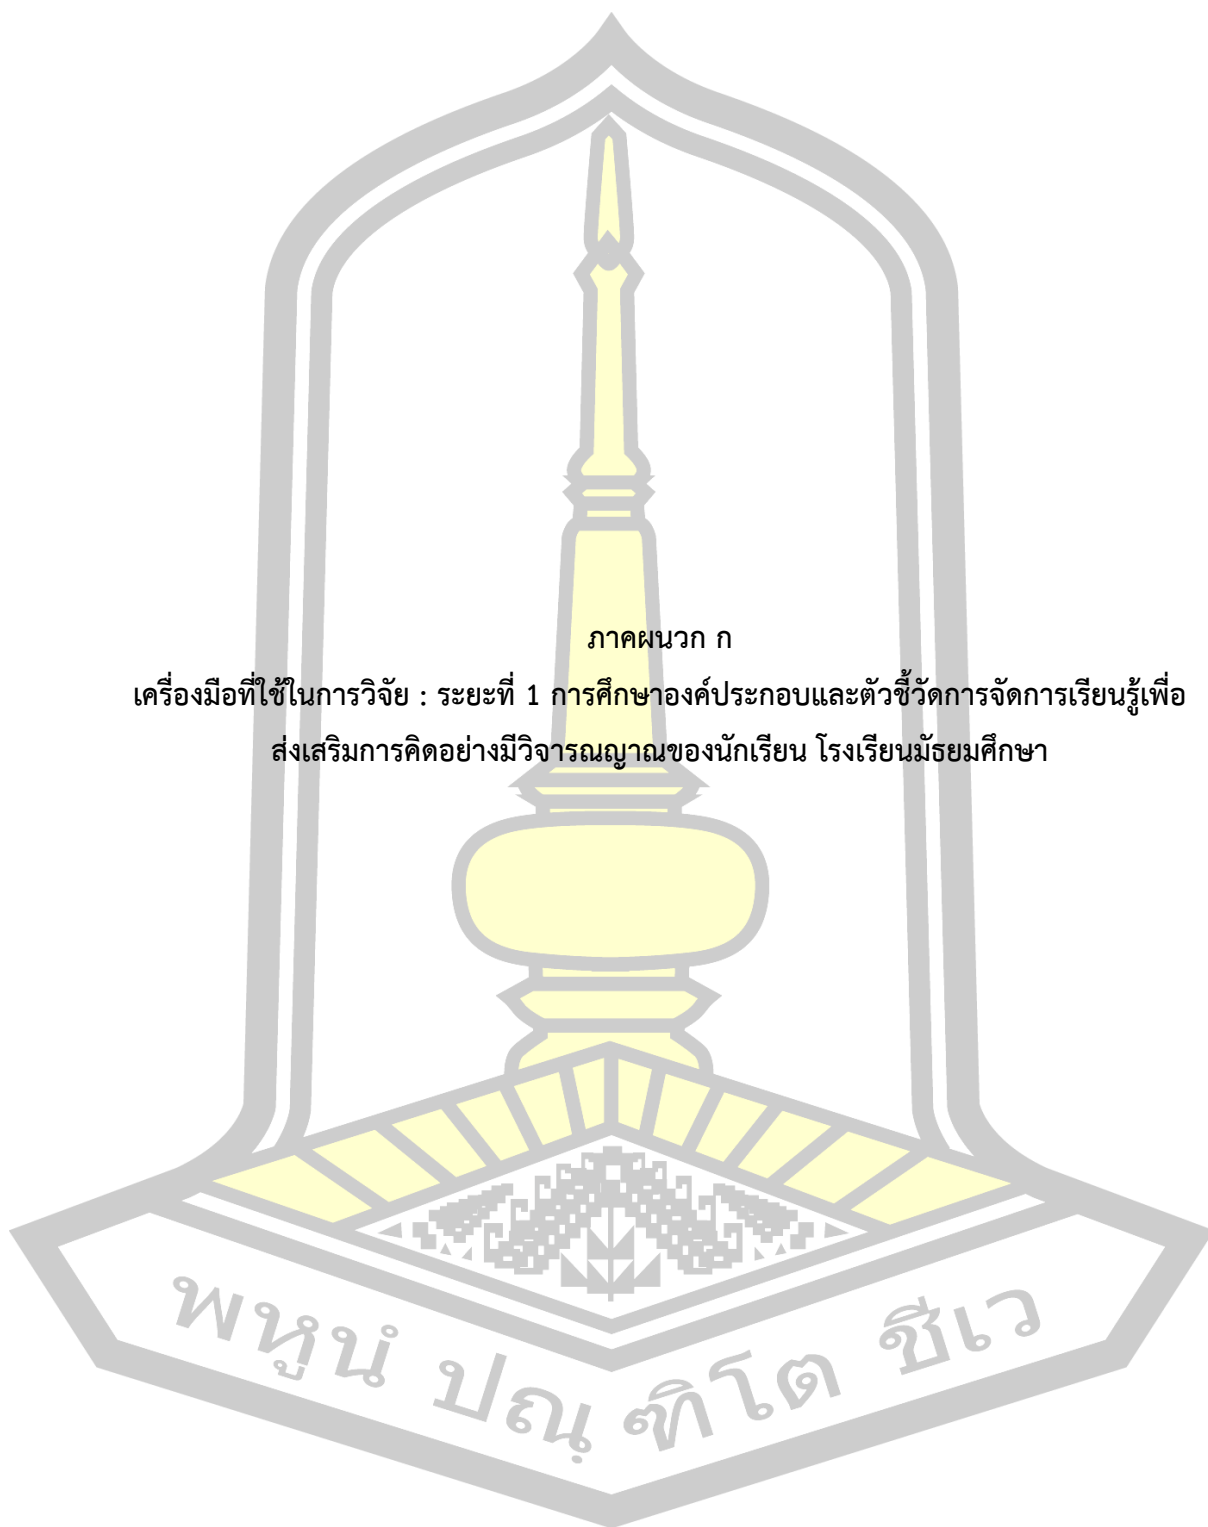 ภาคผนวก ก
เครื่องมือที่ใช้ในการวิจัย : ระยะที่ 1 การศึกษาองค์ประกอบและตัวชี้วัดการจัดการเรียนรู้เพื่อ
ส่งเสริมการคิดอย่างมีวิจารณญาณของนักเรียน โรงเรียนมัธยมศึกษา
พหูนํ ปณฺฑิโต ชีเว